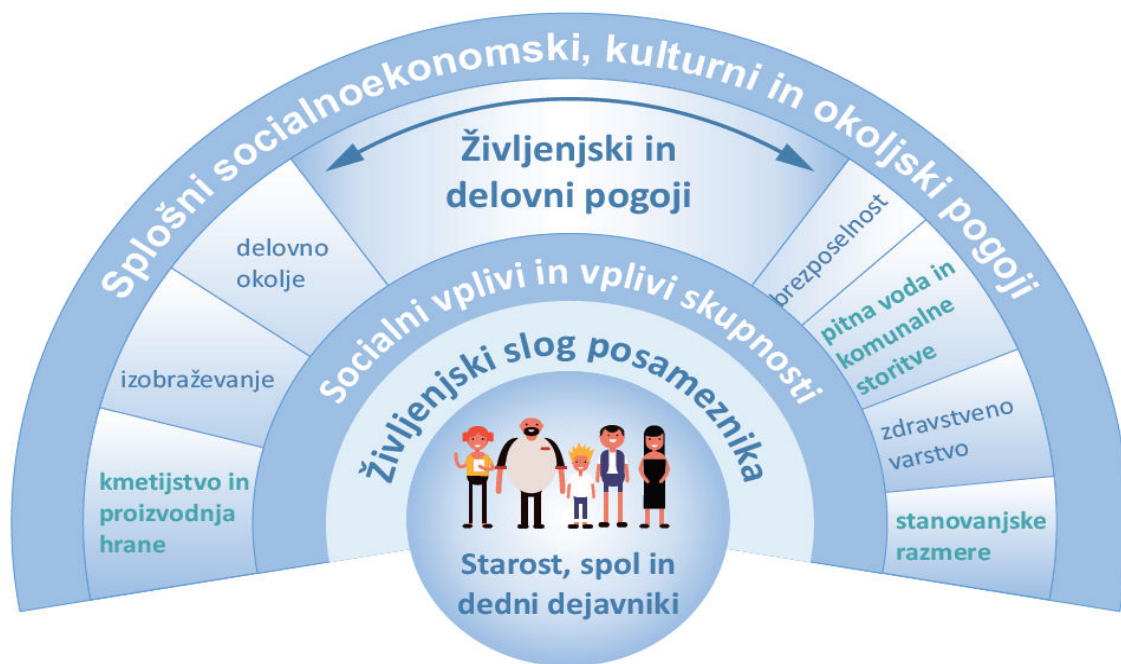 Splošni socialnoekonomski, kulturni in okoljski pogoji
Življenjski in
delovni pogoji
delovno
okolje
izobraževanje
kmetijstvo in
proizvodnja
hrane
brezposelnost
pitna voda in
komunalne
storitve
zdravstveno
varstvo
stanovanjske
razmere
Socialni vplivi in vplivi skupnosti
Življenjski slog posameznika
Starost, spol in
dedni dejavniki